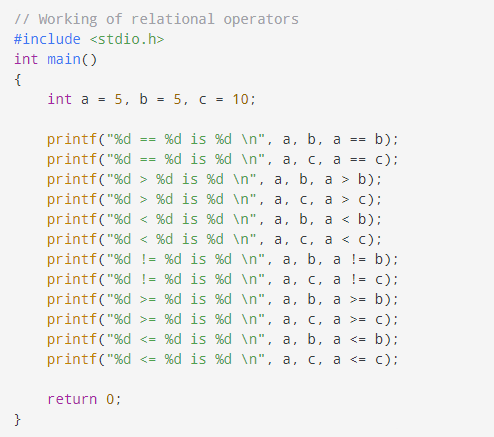 // Working of relational operators
#include <stdio.h>
int main()
{
    int a = 5, b = 5, c = 10;

    printf("%d == %d is %d \n", a, b, a == b);
    printf("%d == %d is %d \n", a, c, a == c);
    printf("%d > %d is %d \n", a, b, a > b);
    printf("%d > %d is %d \n", a, c, a > c);
    printf("%d < %d is %d \n", a, b, a < b);
    printf("%d < %d is %d \n", a, c, a < c);
    printf("%d != %d is %d \n", a, b, a != b);
    printf("%d != %d is %d \n", a, c, a != c);
    printf("%d >= %d is %d \n", a, b, a >= b);
    printf("%d >= %d is %d \n", a, c, a >= c);
    printf("%d <= %d is %d \n", a, b, a <= b);
    printf("%d <= %d is %d \n", a, c, a <= c);

    return 0;
}